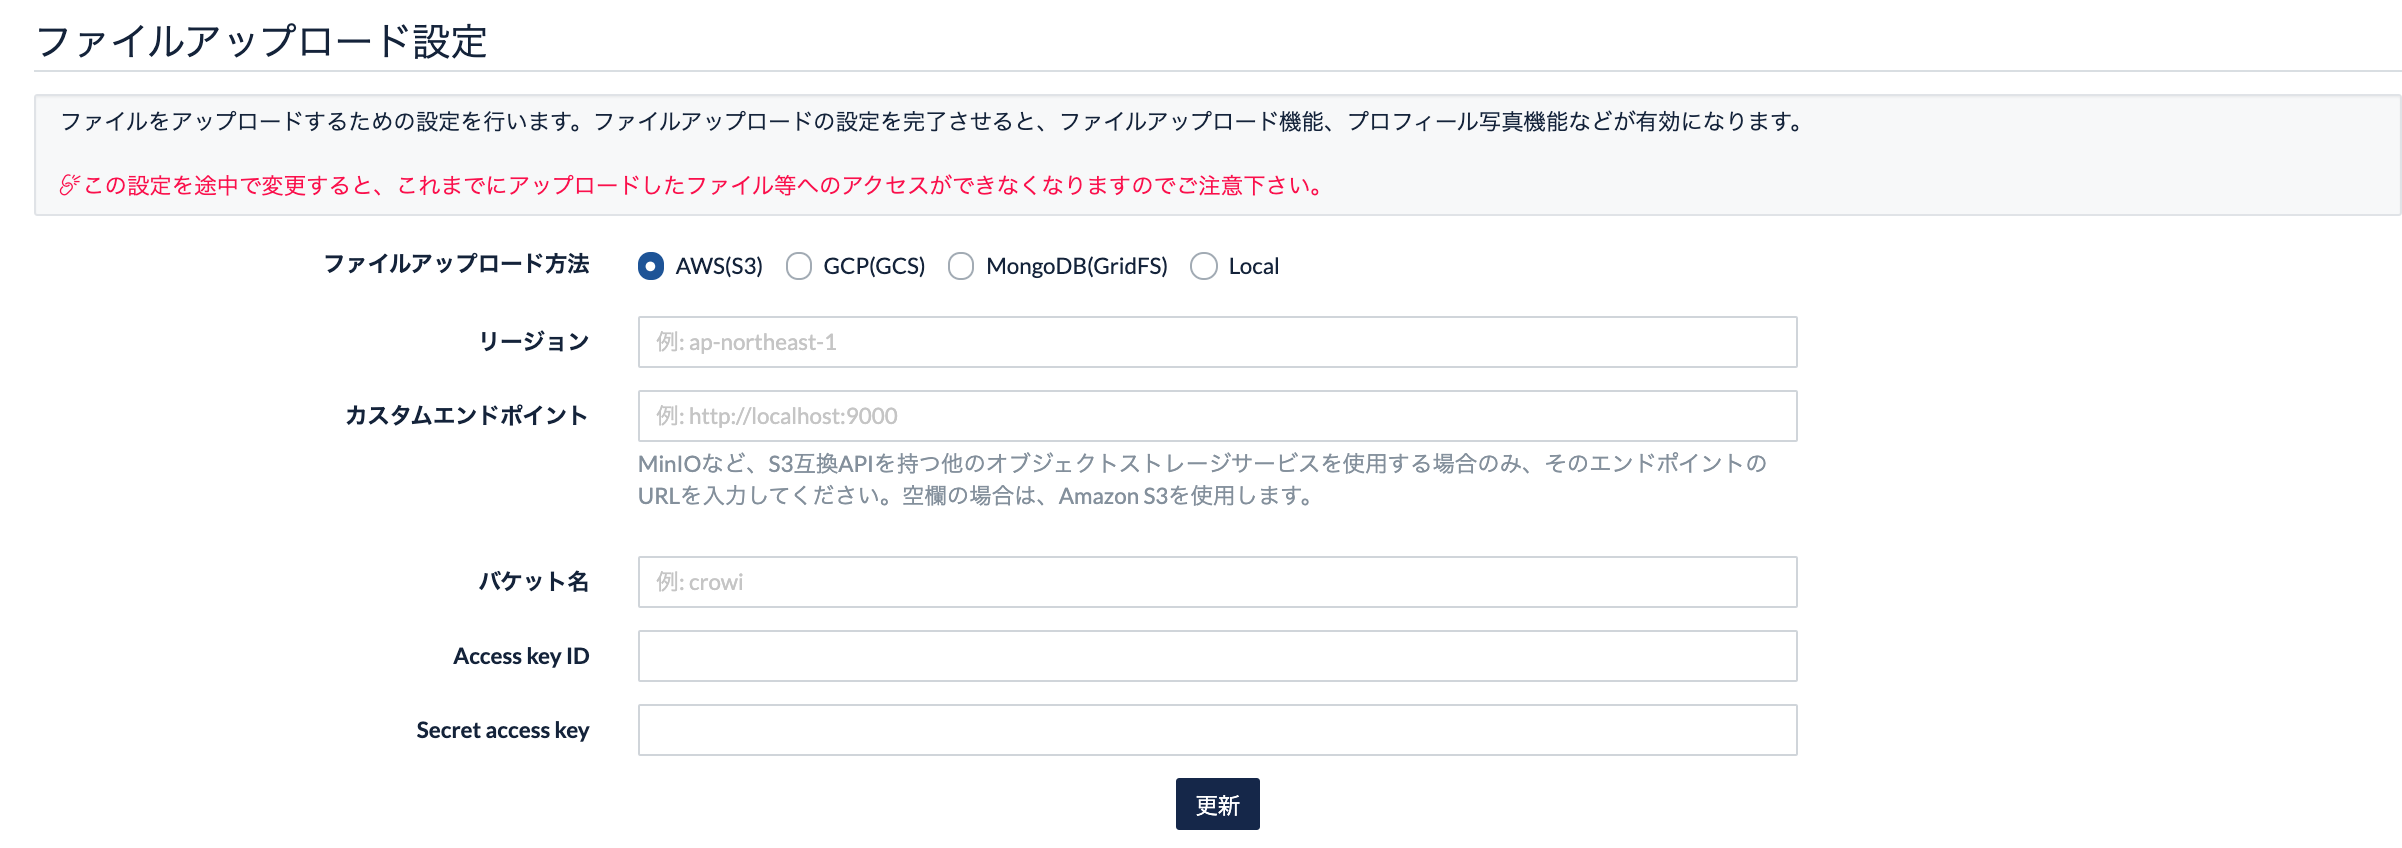 ファイルアップロード設定
ファイルをアップロードするための設定を行います。ファイルアップロードの設定を完了させると、ファイルアップロード機能、プロフィール写真機能などが有効になります。
この設定を途中で変更すると、これまでにアップロードしたファイル等へのアクセスができなくなりますのでご注意下さい。
ファイルアップロード方法 AWS(S3) GCP(GCS) MongoDB(GridFS) Local
リージョン 例: ap-northeast-1
カスタムエンドポイント 例: http://localhost:9000
MinIOなど、S3互換APIを持つ他のオブジェクトストレージサービスを使用する場合のみ、そのエンドポイントの
URLを入力してください。空欄の場合は、Amazon S3を使用します。
バケット名 例: crowi
Access key ID
Secret access key
更新